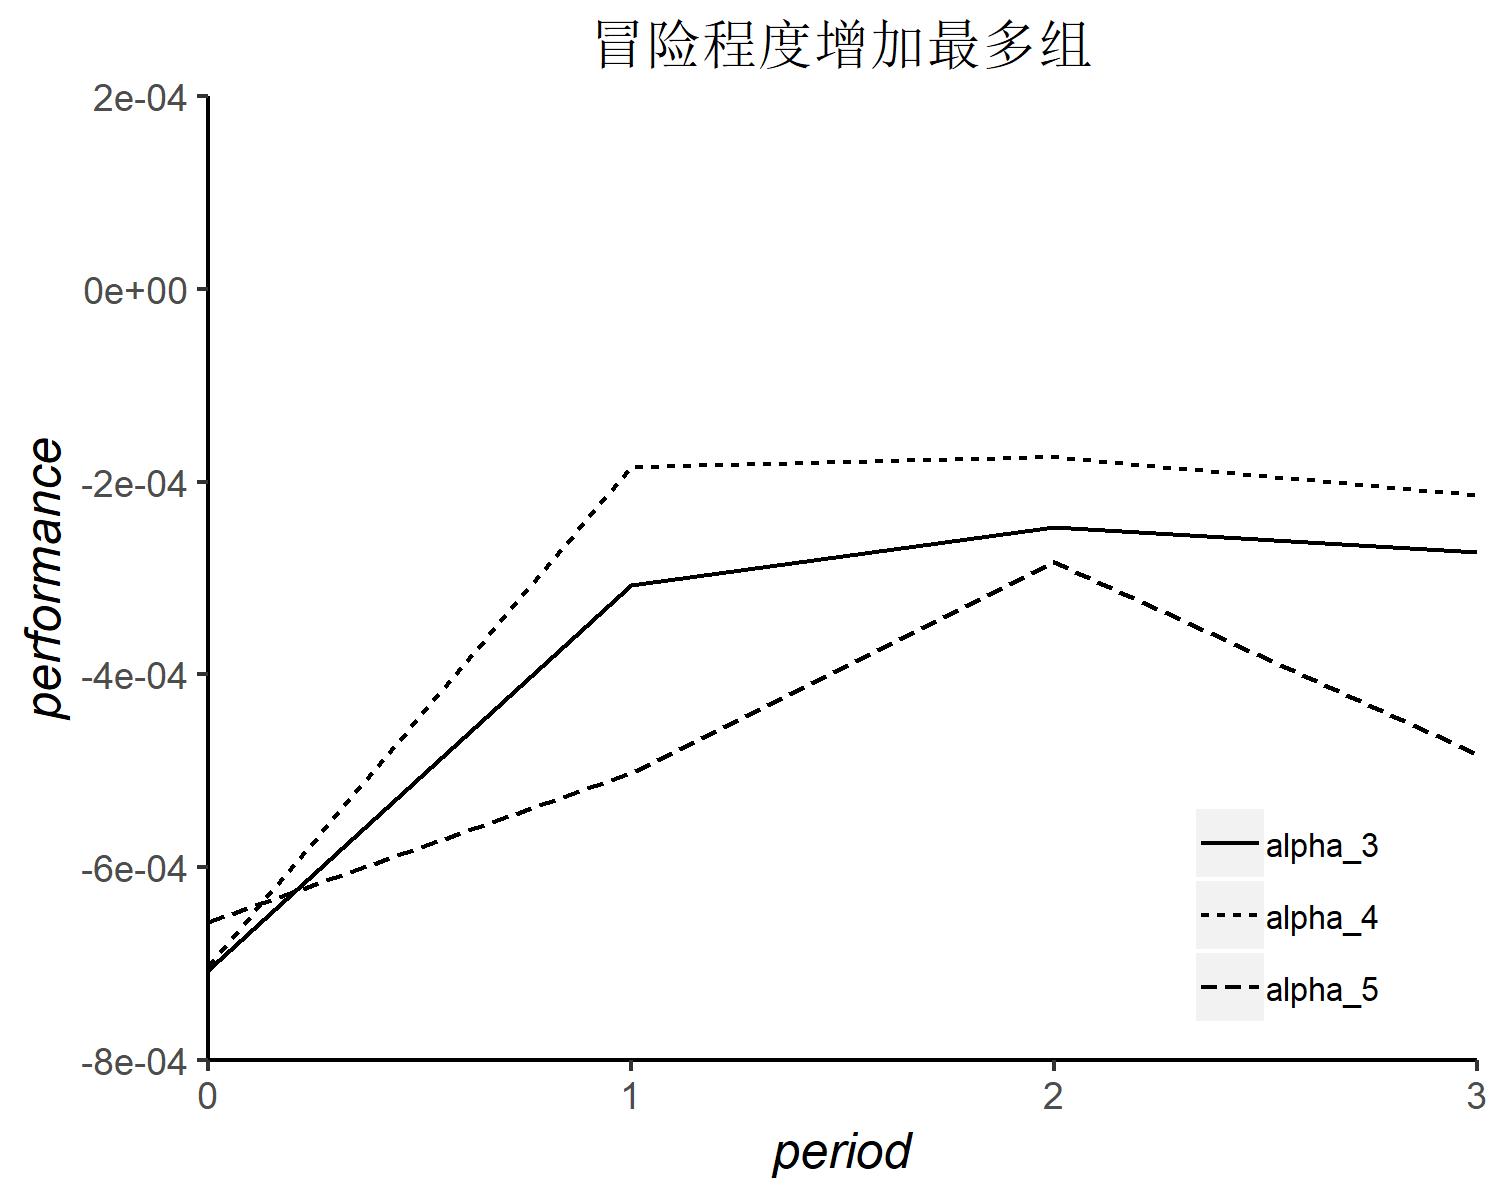 冒险程度增加最多组
2e-04
0e+00
-2e-04
-4e-04
-6e-04
-8e-04
performance
alpha_3
alpha_4
alpha_5
0 1 2 3
period